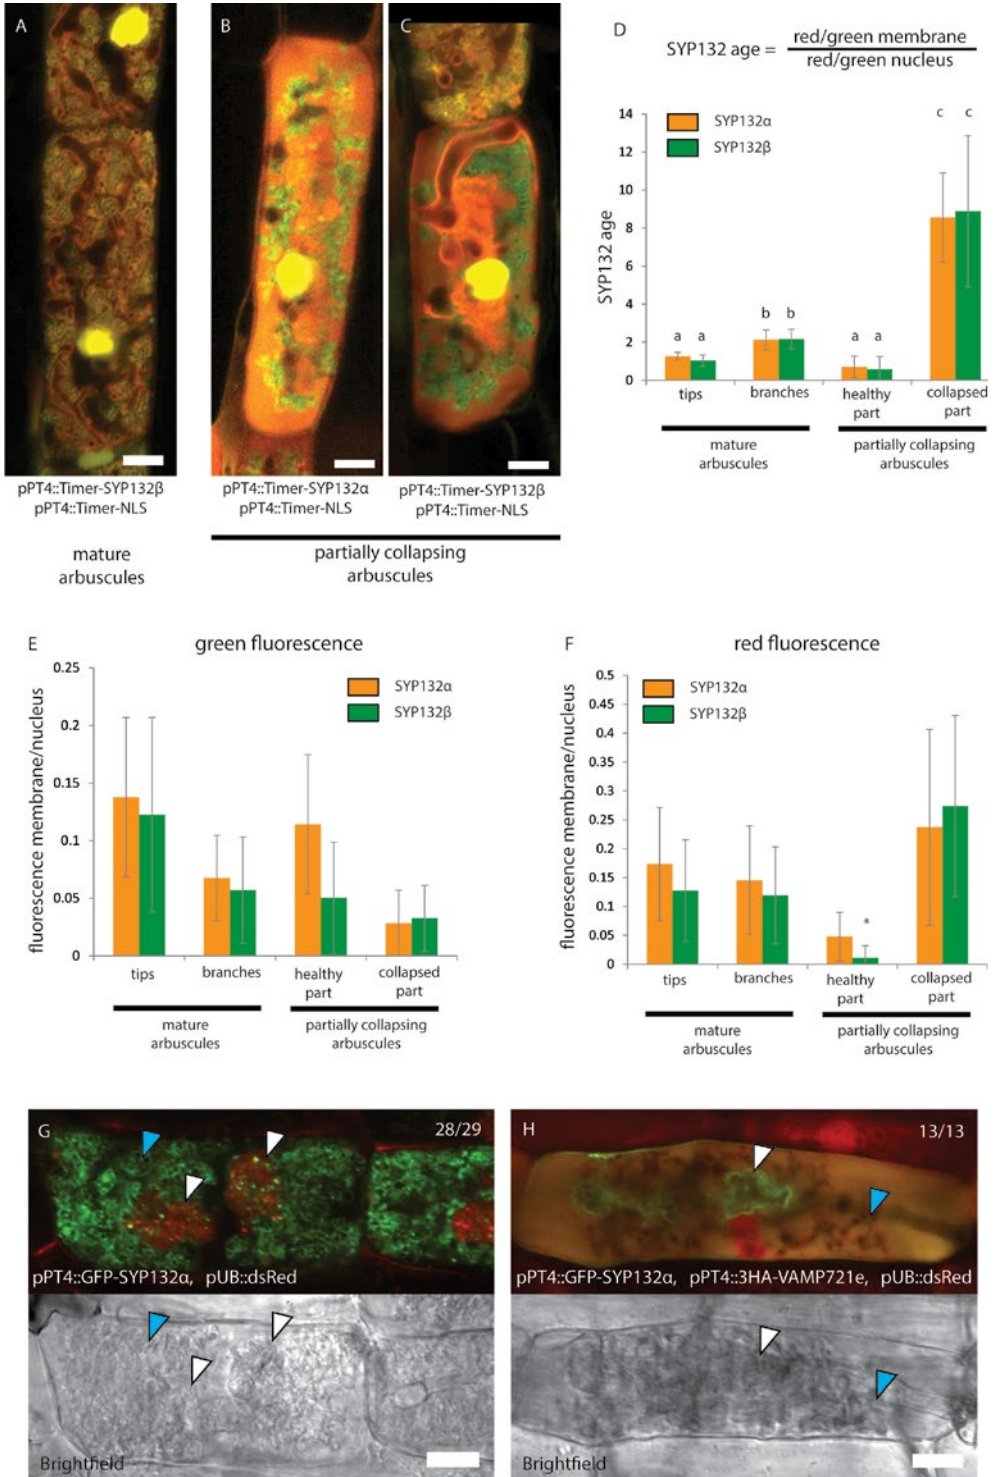 A
B
C
pPT4::Timer-SYP132β
pPT4::Timer-NLS
mature
arbuscules
pPT4::Timer-SYP132α
pPT4::Timer-NLS
pPT4::Timer-SYP132β
pPT4::Timer-NLS
partially collapsing
arbuscules
D
SYP132 age = red/green membrane
red/green nucleus
SYP132α
SYP132β
SYP132 age
14
12
10
8
6
4
2
0
a a
b b
a a
c c
tips
branches
healthy
part
collapsed
part
mature
arbuscules
partially collapsing
arbuscules
E
green fluorescence
SYP132α
SYP132β
fluorescence membrane/nucleus
0.25
0.2
0.15
0.1
0.05
0
tips
branches
healthy
part
collapsed
part
mature
arbuscules
partially collapsing
arbuscules
F
red fluorescence
SYP132α
SYP132β
fluorescence membrane/nucleus
0.5
0.45
0.4
0.35
0.3
0.25
0.2
0.15
0.1
0.05
0
*
tips
branches
healthy
part
collapsed
part
mature
arbuscules
partially collapsing
arbuscules
G
28/29
pPT4::GFP-SYP132α, pUB::dsRed
Brightfield
H
13/13
pPT4::GFP-SYP132α, pPT4::3HA-VAMP721e, pUB::dsRed
Brightfield